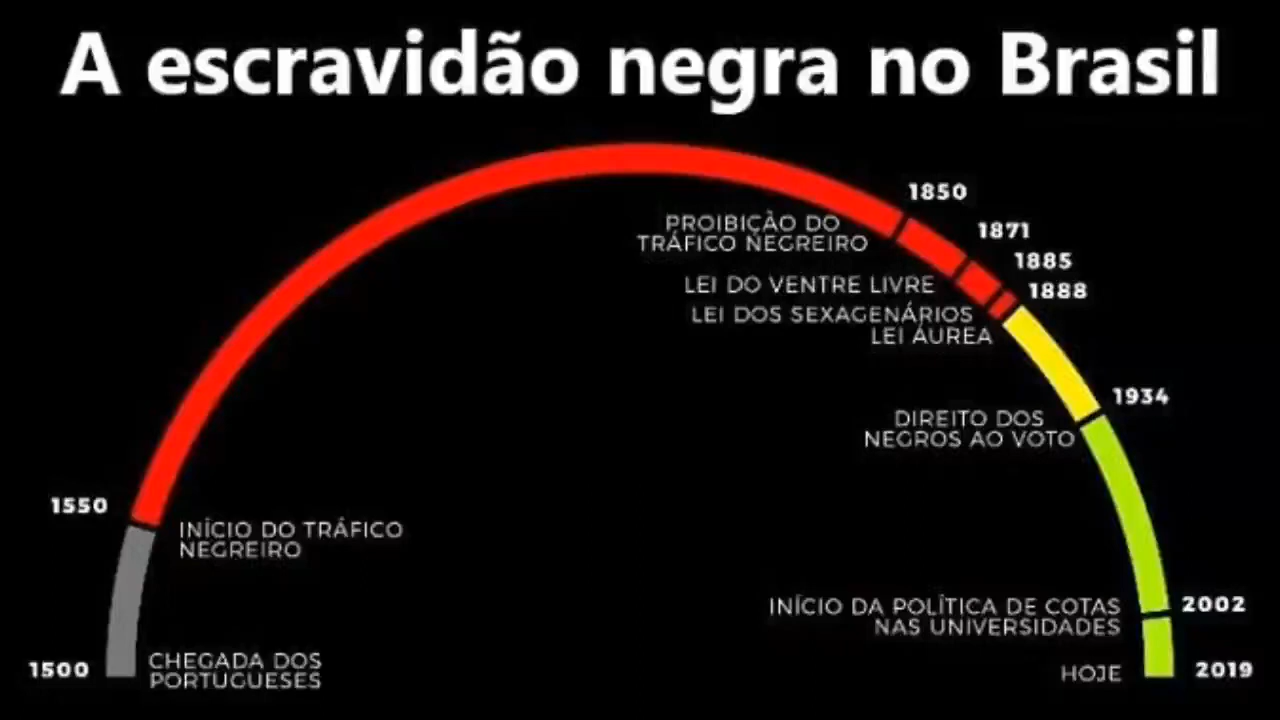 A escravidão negra no Brasil
1850
PROIBIÇÃO DO
TRÁFICO NEGREIRO
1871
LEI DO VENTRE LIVRE
1885
LEI DOS SEXAGENÁRIOS
1888
LEI ÁUREA
1934
DIREITO DOS
NEGROS AO VOTO
1550
INÍCIO DO TRÁFICO
NEGREIRO
2002
INÍCIO DA POLÍTICA DE COTAS
NAS UNIVERSIDADES
1500
CHEGADA DOS
PORTUGUESES
HOJE
2019